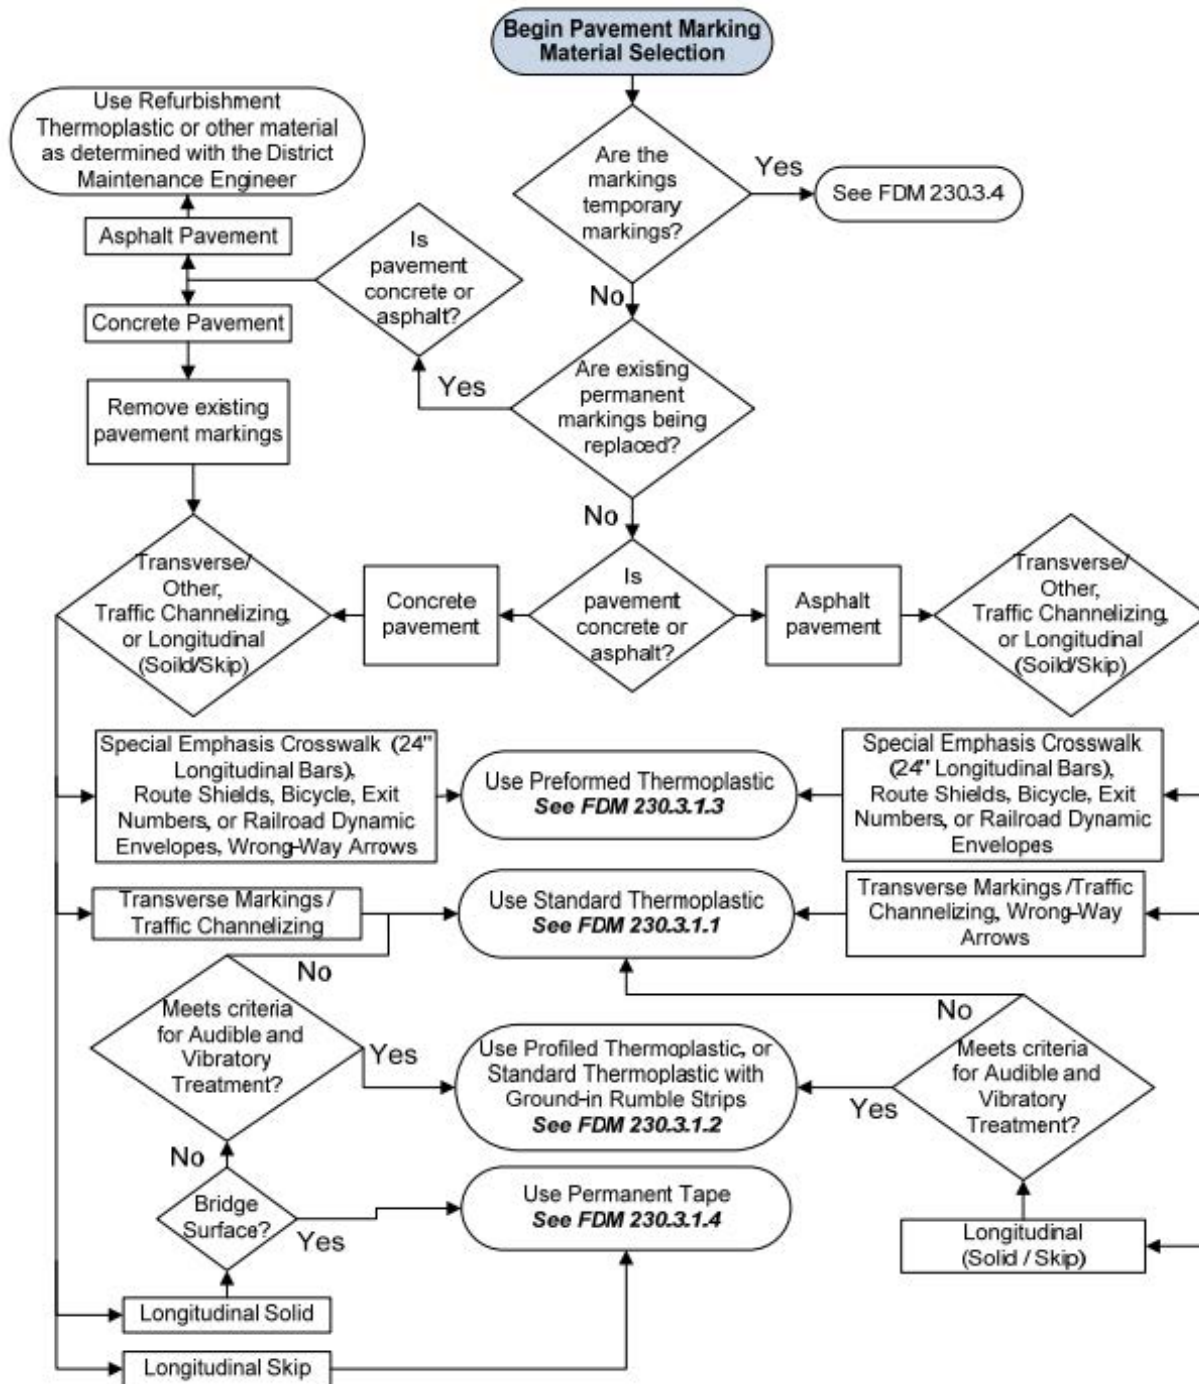 Begin Pavement Marking
Material Selection
Use Refurbishment
Thermoplastic or other material
as determined with the District
Maintenance Engineer
Are the
markings
temporary
markings?
Yes
See FDM 230.3.4
Asphalt Pavement
Is
pavement
concrete or
asphalt?
No
Concrete Pavement
Yes
Are existing
permanent
markings being
replaced?
Remove existing
pavement markings
No
Transverse/
Other,
Traffic Channelizing,
or Longitudinal
(Soild/Skip)
Concrete
pavement
Is
pavement
concrete or
asphalt?
Asphalt
pavement
Transverse/
Other,
Traffic Channelizing,
or Longitudinal
(Soild/Skip)
Special Emphasis Crosswalk (24"
Longitudinal Bars),
Route Shields, Bicycle, Exit
Numbers, or Railroad Dynamic
Envelopes, Wrong-Way Arrows
Use Preformed Thermoplastic
See FDM 230.3.1.3
Special Emphasis Crosswalk
(24" Longitudinal Bars),
Route Shields, Bicycle, Exit
Numbers, or Railroad Dynamic
Envelopes
Transverse Markings /
Traffic Channelizing
Use Standard Thermoplastic
See FDM 230.3.1.1
Transverse Markings /Traffic
Channelizing, Wrong-Way
Arrows
No
Meets criteria
for Audible and
Vibratory
Treatment?
Yes
Use Profiled Thermoplastic, or
Standard Thermoplastic with
Ground-in Rumble Strips
See FDM 230.3.1.2
No
Meets criteria
for Audible and
Vibratory
Treatment?
Yes
No
Bridge
Surface?
Yes
Use Permanent Tape
See FDM 230.3.1.4
Longitudinal
(Solid / Skip)
Longitudinal Solid
Longitudinal Skip